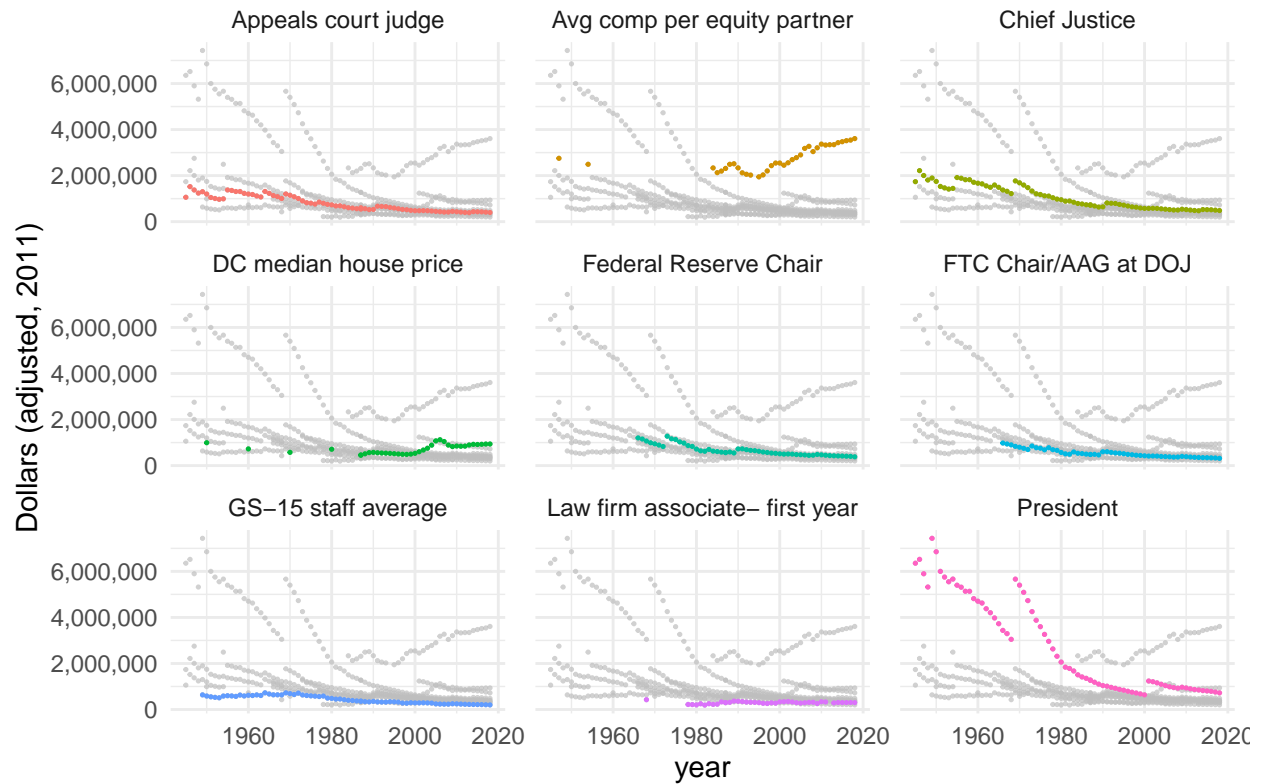 Appeals court judge
Avg comp per equity partner
Chief Justice
6,000,000
4,000,000
2,000,000
0
DC median house price
Federal Reserve Chair
FTC Chair/AAG at DOJ
6,000,000
4,000,000
2,000,000
0
GS−15 staff average
Law firm associate− first year
President
6,000,000
4,000,000
2,000,000
0
1960 1980 2000 2020
1960 1980 2000 2020
1960 1980 2000 2020
year
Dollars (adjusted, 2011)